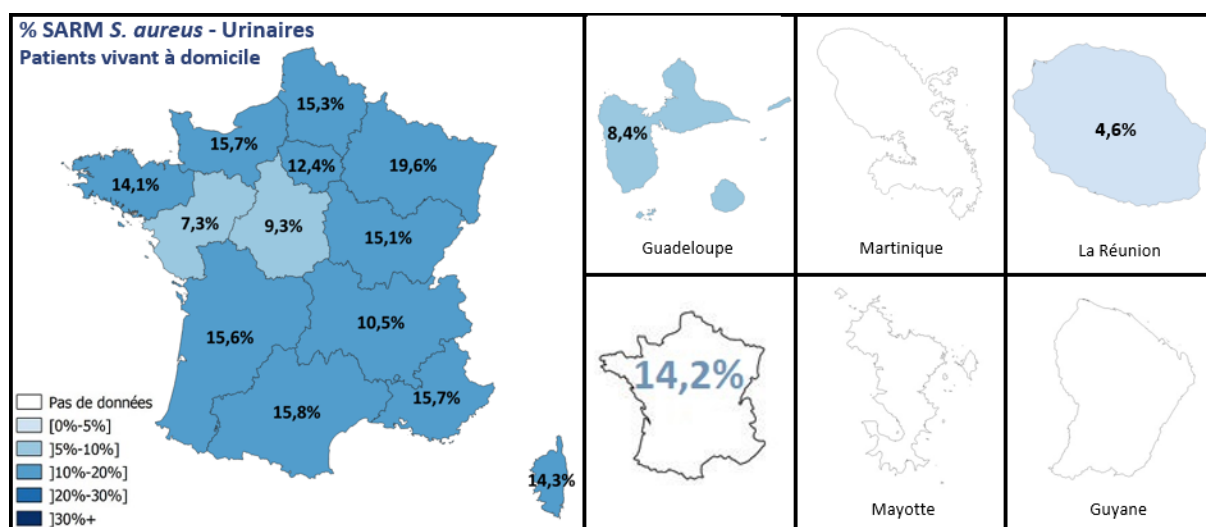 % SARM S. aureus - Urinaires
Patients vivant à domicile
15,3%
15,7%
12,4%
19,6%
14,1%
7,3%
9,3%
15,1%
15,6%
10,5%
15,8%
15,7%
14,3%
Pas de données
[0%-5%]
]5%-10%]
]10%-20%]
]20%-30%]
]30%+
8,4%
Guadeloupe
Martinique
4,6%
La Réunion
14,2%
Mayotte
Guyane